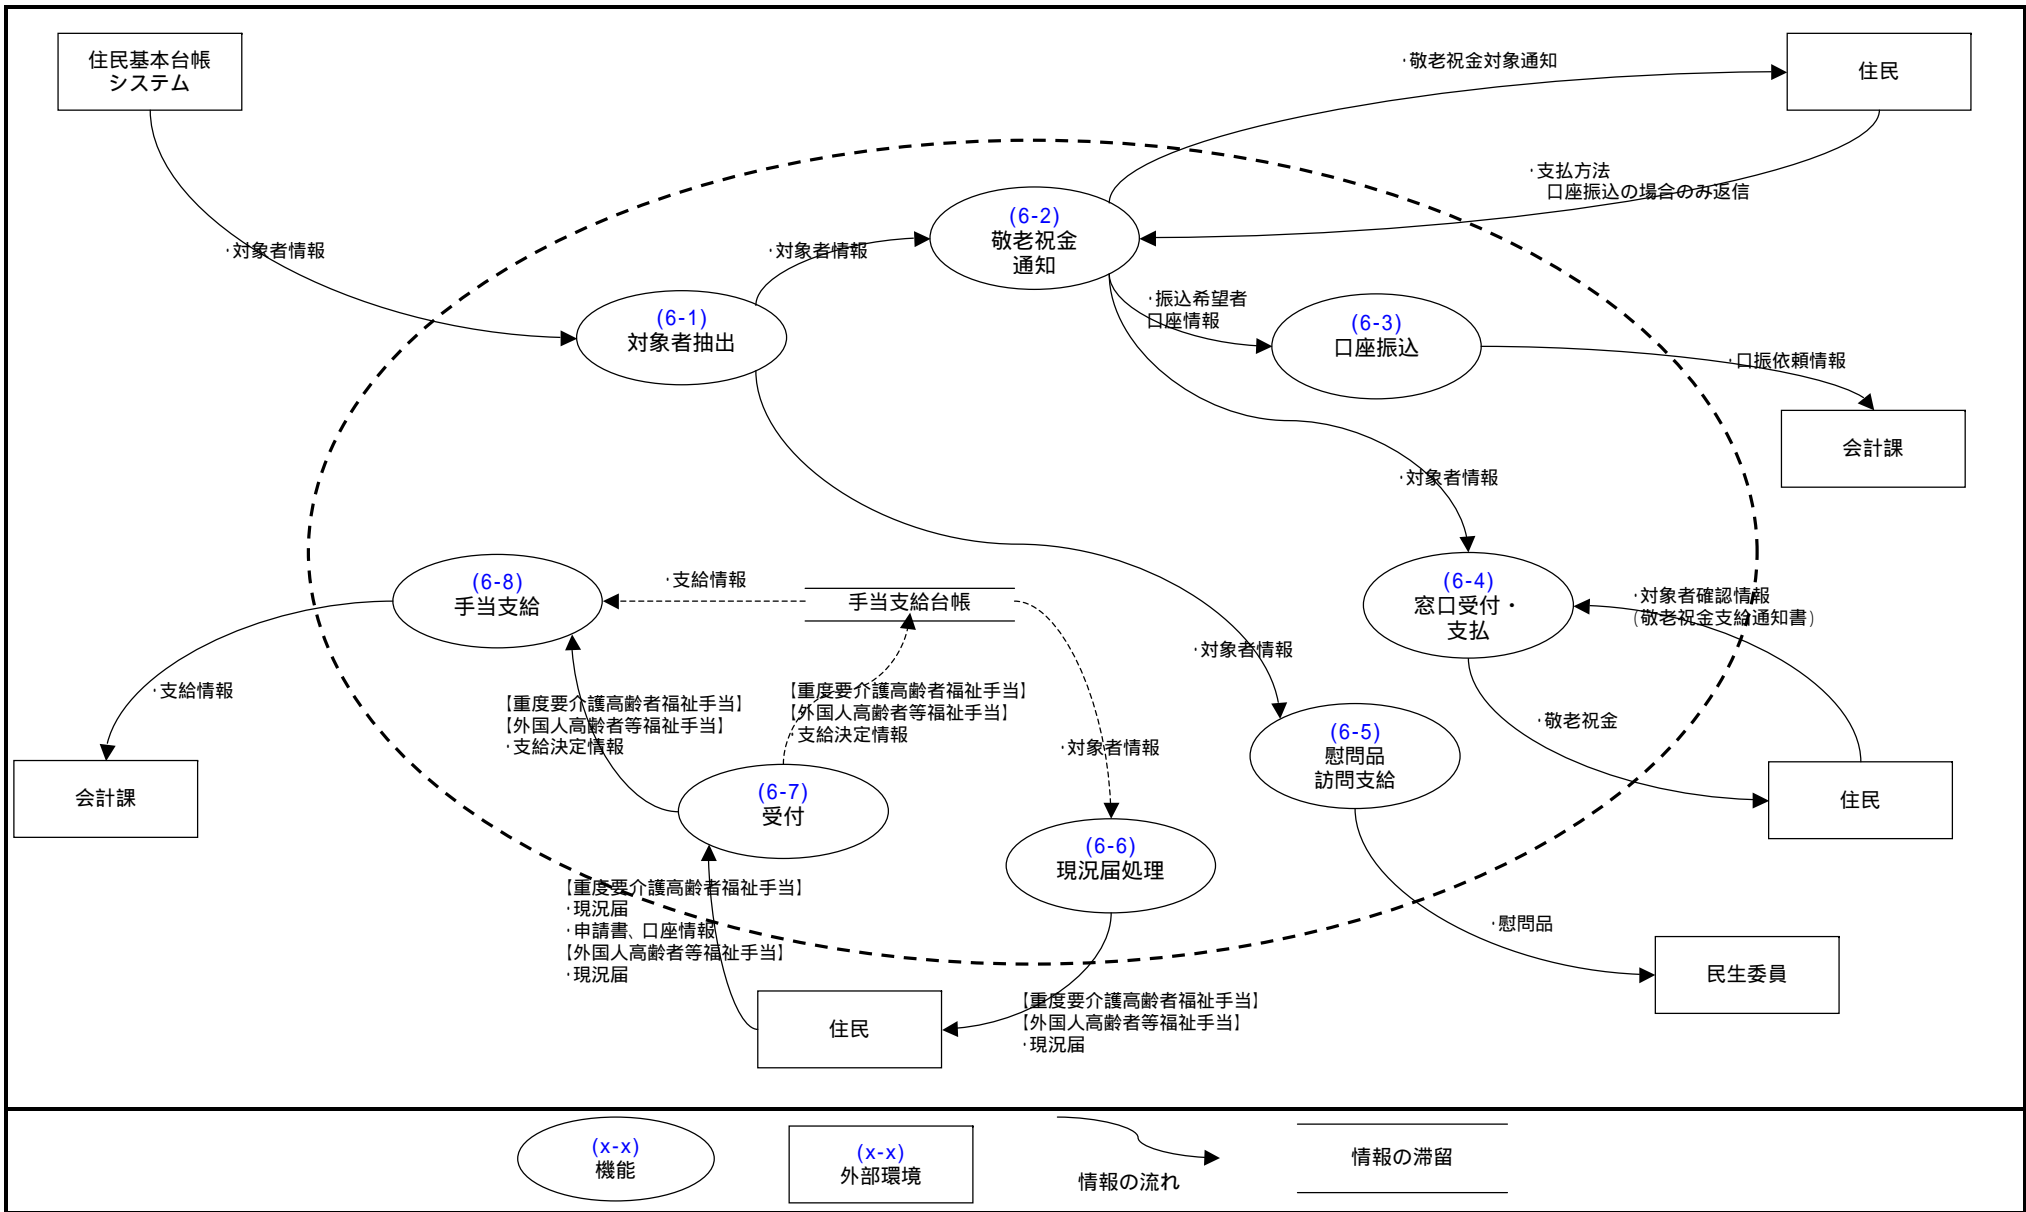 住民基本台帳
システム
・敬老祝金対象通知
住民
・支払方法
口座振込の場合のみ返信
・対象者情報
・対象者情報
(6-2)
敬老祝金
通知
(6-1)
対象者抽出
・振込希望者
口座情報
(6-3)
口座振込
・口振依頼情報
会計課
・対象者情報
(6-8)
手当支給
・支給情報
手当支給台帳
(6-4)
窓口受付・
支払
・対象者確認情報
(敬老祝金支給通知書)
・対象者情報
・支給情報
【重度要介護高齢者福祉手当】
【外国人高齢者等福祉手当】
・支給決定情報
【重度要介護高齢者福祉手当】
【外国人高齢者等福祉手当】
・支給決定情報
・対象者情報
(6-5)
慰問品
訪問支給
・敬老祝金
会計課
(6-7)
受付
住民
(6-6)
現況届処理
【重度要介護高齢者福祉手当】
・現況届
・申請書、口座情報
【外国人高齢者等福祉手当】
・現況届
・慰問品
民生委員
住民
【重度要介護高齢者福祉手当】
【外国人高齢者等福祉手当】
・現況届
(x-x)
機能
(x-x)
外部環境
情報の流れ
情報の滞留